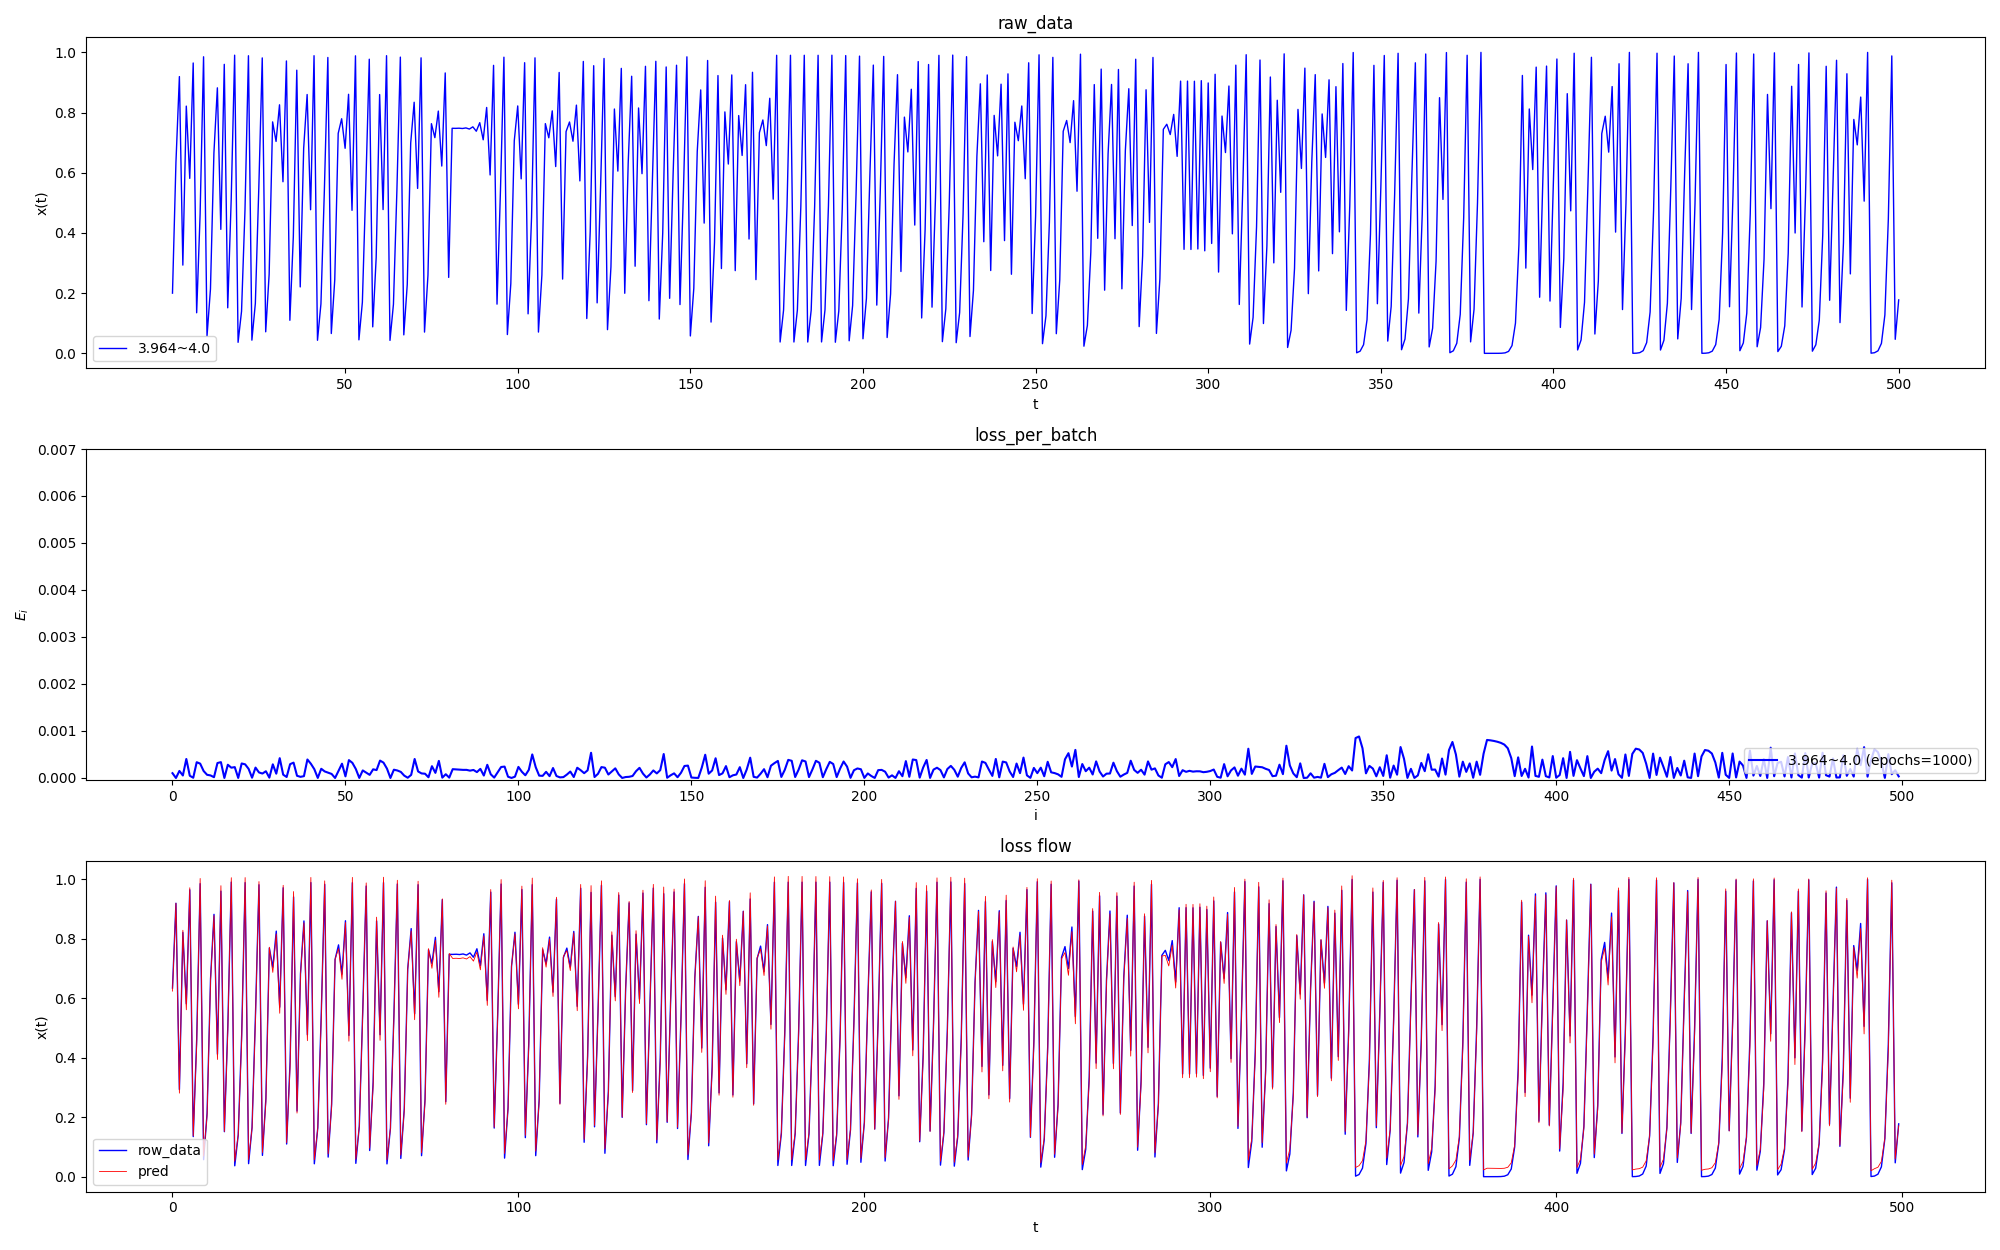 raw_data
1.0
0.8
0.6
0.4
0.2
0.0
x(t)
3.964~4.0
50 100 150 200 250 300 350 400 450 500
t
loss_per_batch
0.007
0.006
0.005
0.004
0.003
0.002
0.001
0.000
E_i
3.964~4.0 (epochs=1000)
0 50 100 150 200 250 300 350 400 450 500
i
loss flow
1.0
0.8
0.6
0.4
0.2
0.0
x(t)
row_data
pred
0 100 200 300 400 500
t